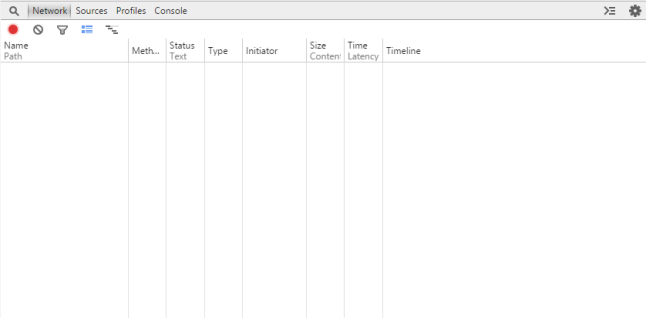 Network Sources Profiles Console
Name Meth... Status Type Initiator Size Time Timeline
Path Text Content Latency